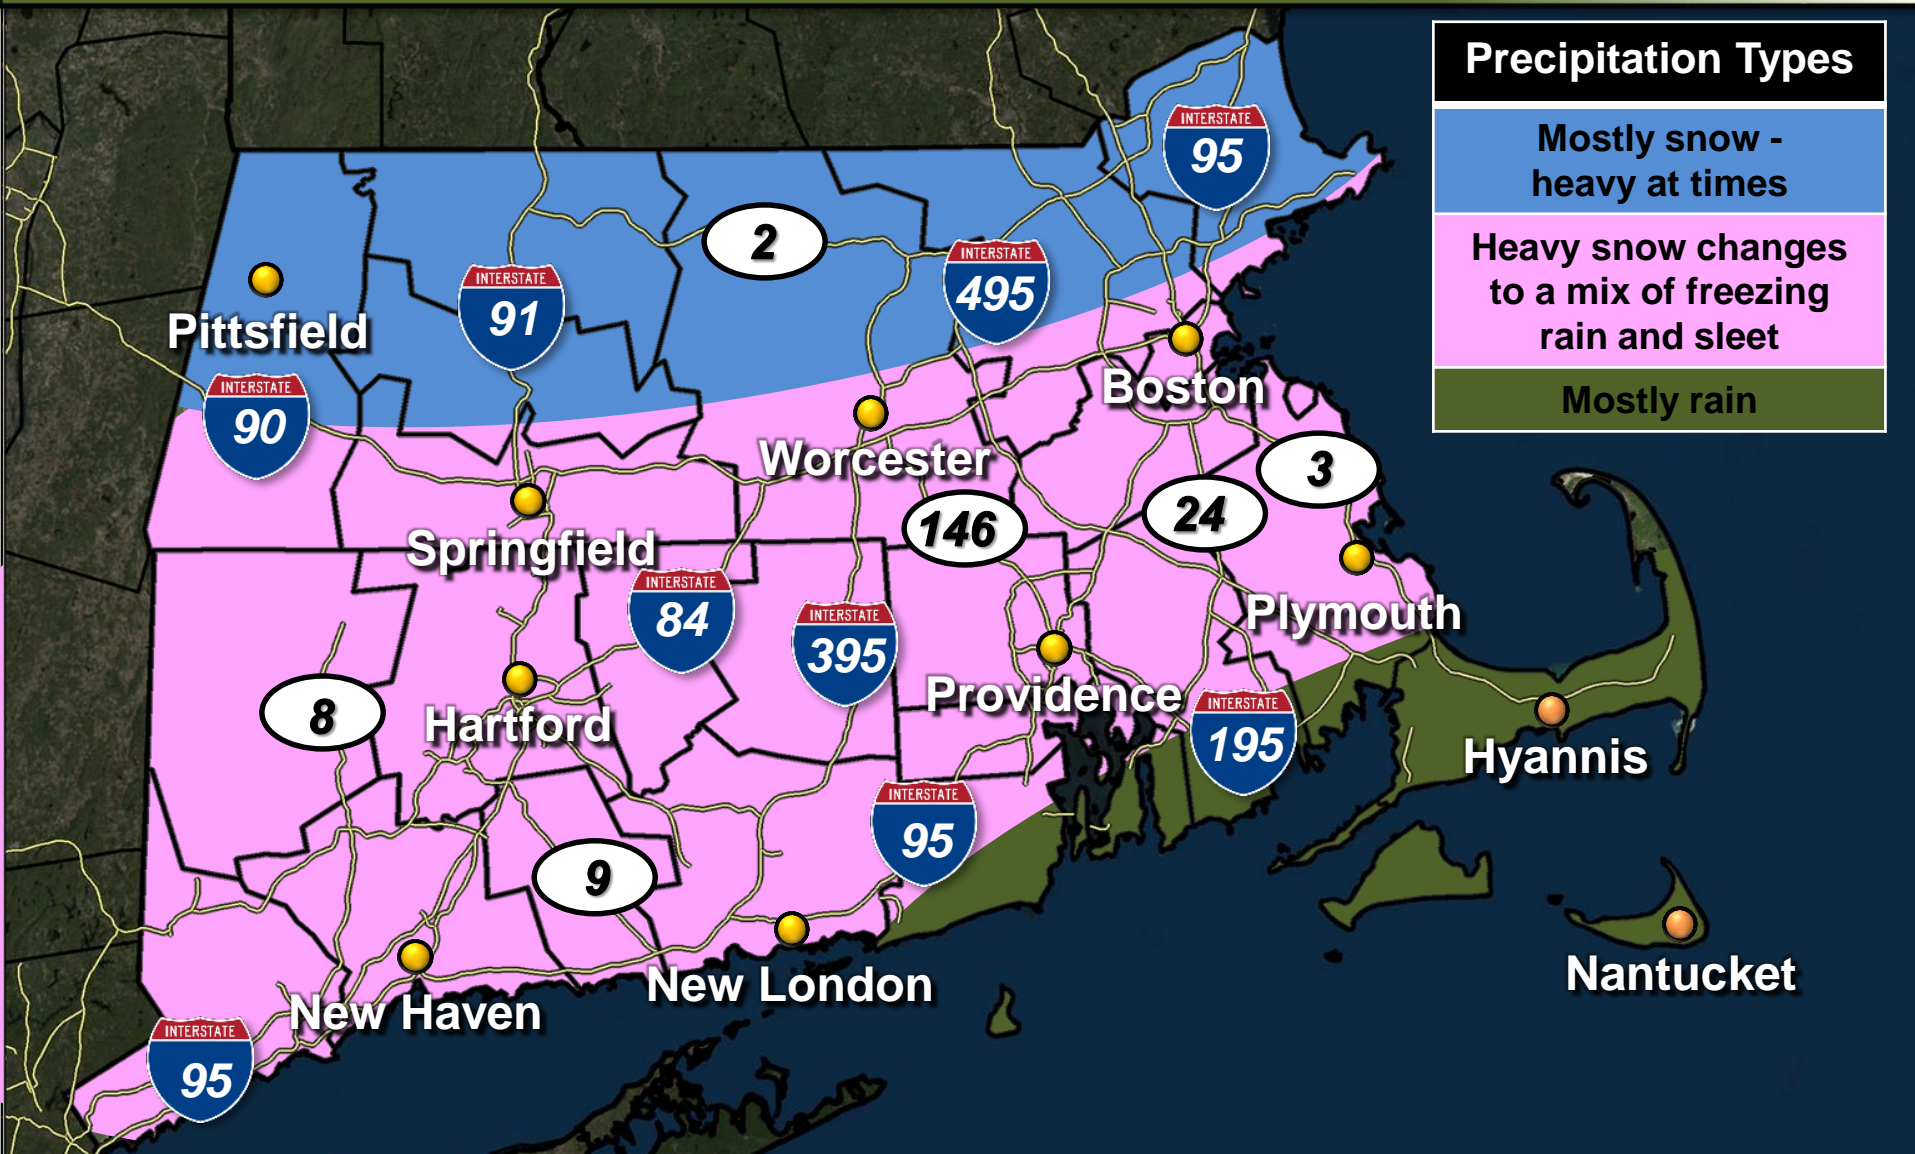 Precipitation Types
Mostly snow -
heavy at times
Heavy snow changes
to a mix of freezing
rain and sleet
Mostly rain
INTERSTATE
95
2
INTERSTATE
495
INTERSTATE
91
Pittsfield
INTERSTATE
90
Boston
Worcester
3
24
146
Springfield
INTERSTATE
84
INTERSTATE
395
Plymouth
Providence
8
Hartford
INTERSTATE
195
Hyannis
INTERSTATE
95
9
Nantucket
New London
New Haven
INTERSTATE
95